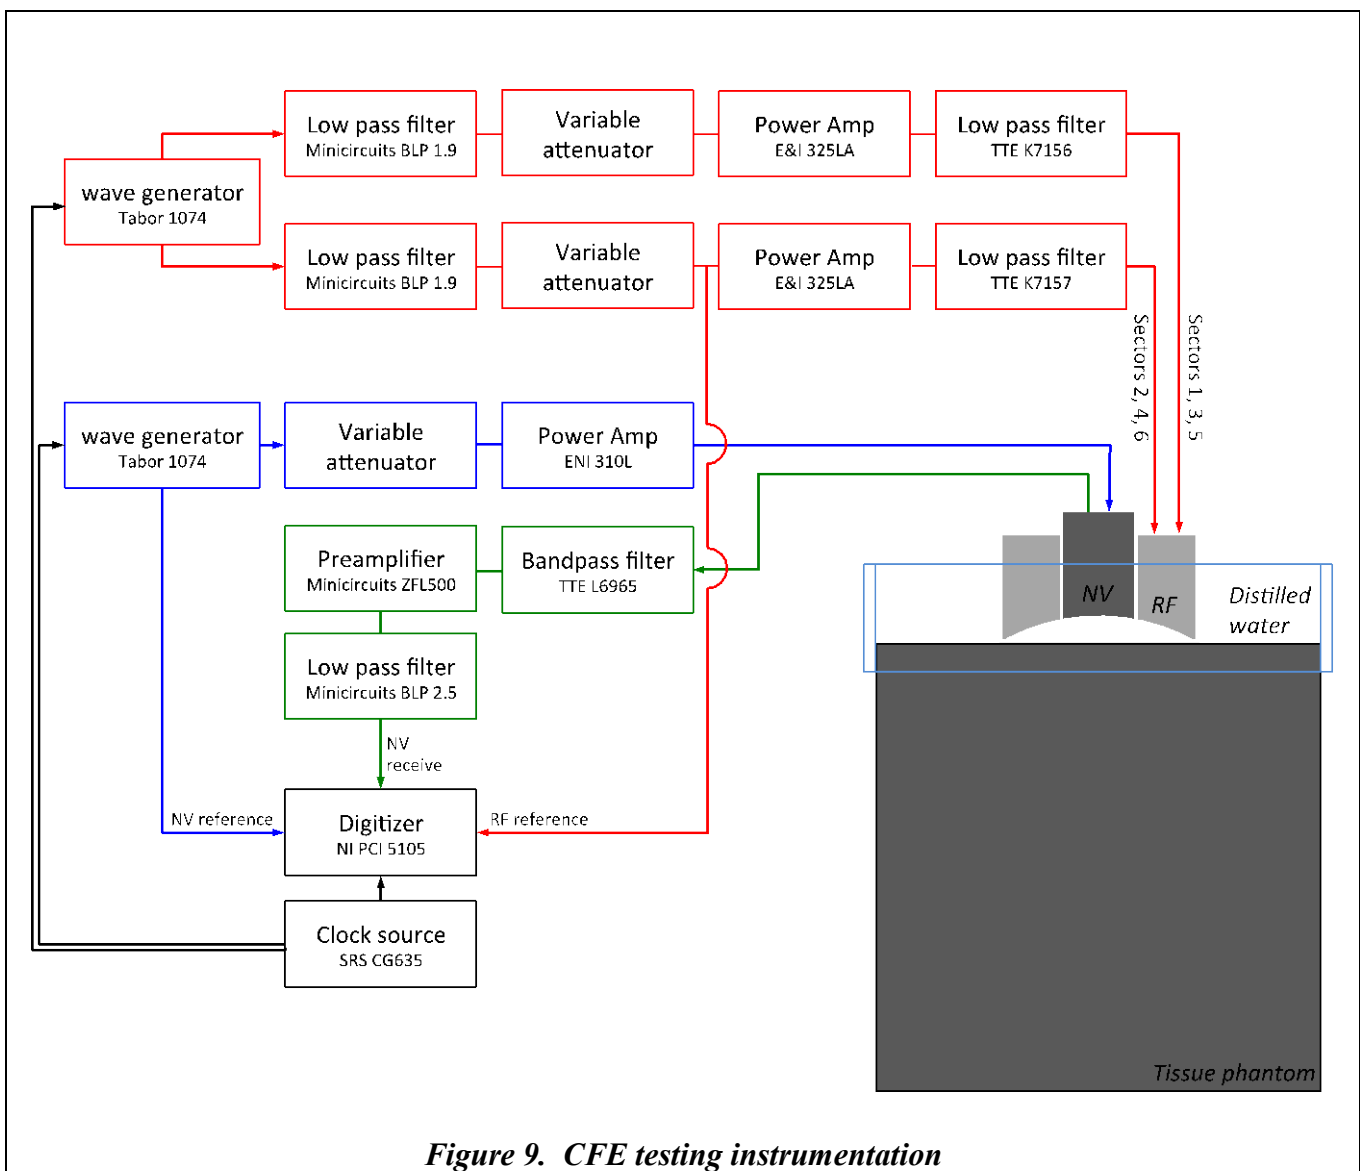 Low pass filter
Minicircuits BLP 1.9
Variable
attenuator
Power Amp
E&I 325LA
Low pass filter
TTE K7156
wave generator
Tabor 1074
Low pass filter
Minicircuits BLP 1.9
Variable
attenuator
Power Amp
E&I 325LA
Low pass filter
TTE K7157
Sectors 2, 4, 6
Sectors 1, 3, 5
wave generator
Tabor 1074
Variable
attenuator
Power Amp
ENI 310L
Preamplifier
Minicircuits ZFL500
Bandpass filter
TTE L6965
NV
RF
Distilled
water
Low pass filter
Minicircuits BLP 2.5
NV
receive
NV reference
Digitizer
NI PCI 5105
RF reference
Clock source
SRS CG635
Tissue phantom
Figure 9. CFE testing instrumentation